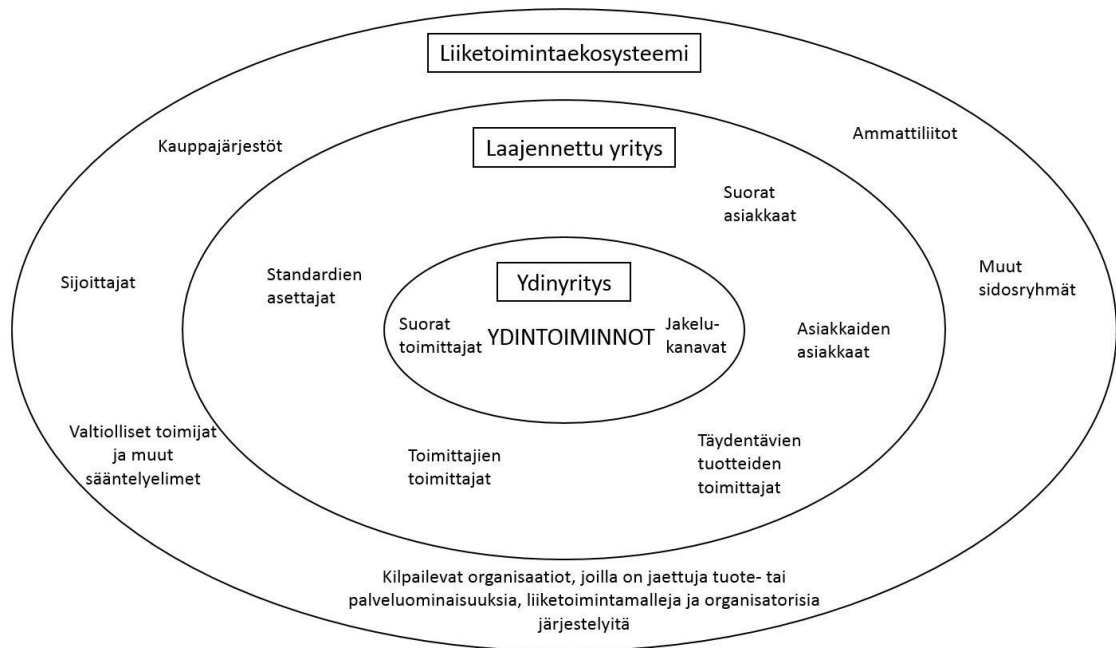 Liiketoimintaekosysteemi
Kauppajärjestöt
Ammattiliitot
Laajennettu yritys
Suorat
asiakkaat
Sijoittajat
Standardien
asettajat
Ydinyritys
Muut
sidosryhmät
Suorat
toimittajat
YDINTOIMINNOT
Jakelu-
kanavat
Asiakkaiden
asiakkaat
Valtiolliset toimijat
ja muut
sääntelyelimet
Toimittajien
toimittajat
Täydentävien
tuotteiden
toimittajat
Kilpailevat organisaatiot, joilla on jaettuja tuote- tai
palveluominaisuuksia, liiketoimintamalleja ja organisatorisia
järjestelyitä